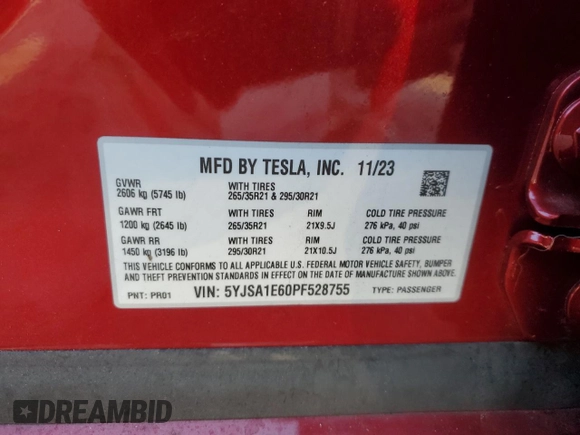 MFD BY TESLA, INC. 11/23
GVWR
2606 kg (5745 lb)
WITH TIRES
265/35R21 & 295/30R21
GAWR FRT
1200 kg (2645 lb)
WITH TIRES
265/35R21
RIM
21X9.5J
COLD TIRE PRESSURE
276 kPa, 40 psi
GAWR RR
1450 kg (3196 lb)
WITH TIRES
295/30R21
RIM
21X10.5J
COLD TIRE PRESSURE
276 kPa, 40 psi
THIS VEHICLE CONFORMS TO ALL APPLICABLE U.S. FEDERAL MOTOR VEHICLE SAFETY, BUMPER
AND THEFT PREVENTION STANDARDS IN EFFECT ON THE DATE OF MANUFACTURE SHOWN ABOVE.
PNT: PR01 VIN: 5YJSA1E60PF528755 TYPE: PASSENGER
DREAMBID